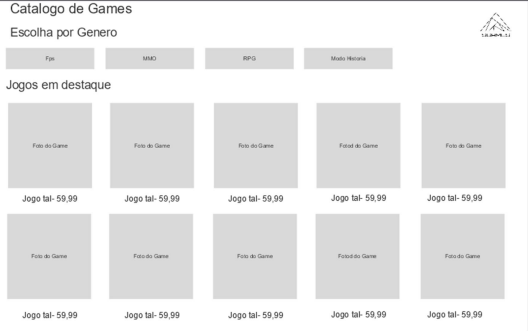 Catalogo de Games
Escolha por Genero
Fps MMO RPG Modo Historia
Jogos em destaque
Foto do Game Foto do Game Foto do Game Fotod do Game Foto do Game
Jogo tal- 59,99 Jogo tal- 59,99 Jogo tal- 59,99 Jogo tal- 59,99 Jogo tal- 59,99
Foto do Game Foto do Game Foto do Game Fotod do Game Foto do Game
Jogo tal- 59,99 Jogo tal- 59,99 Jogo tal- 59,99 Jogo tal- 59,99 Jogo tal- 59,99